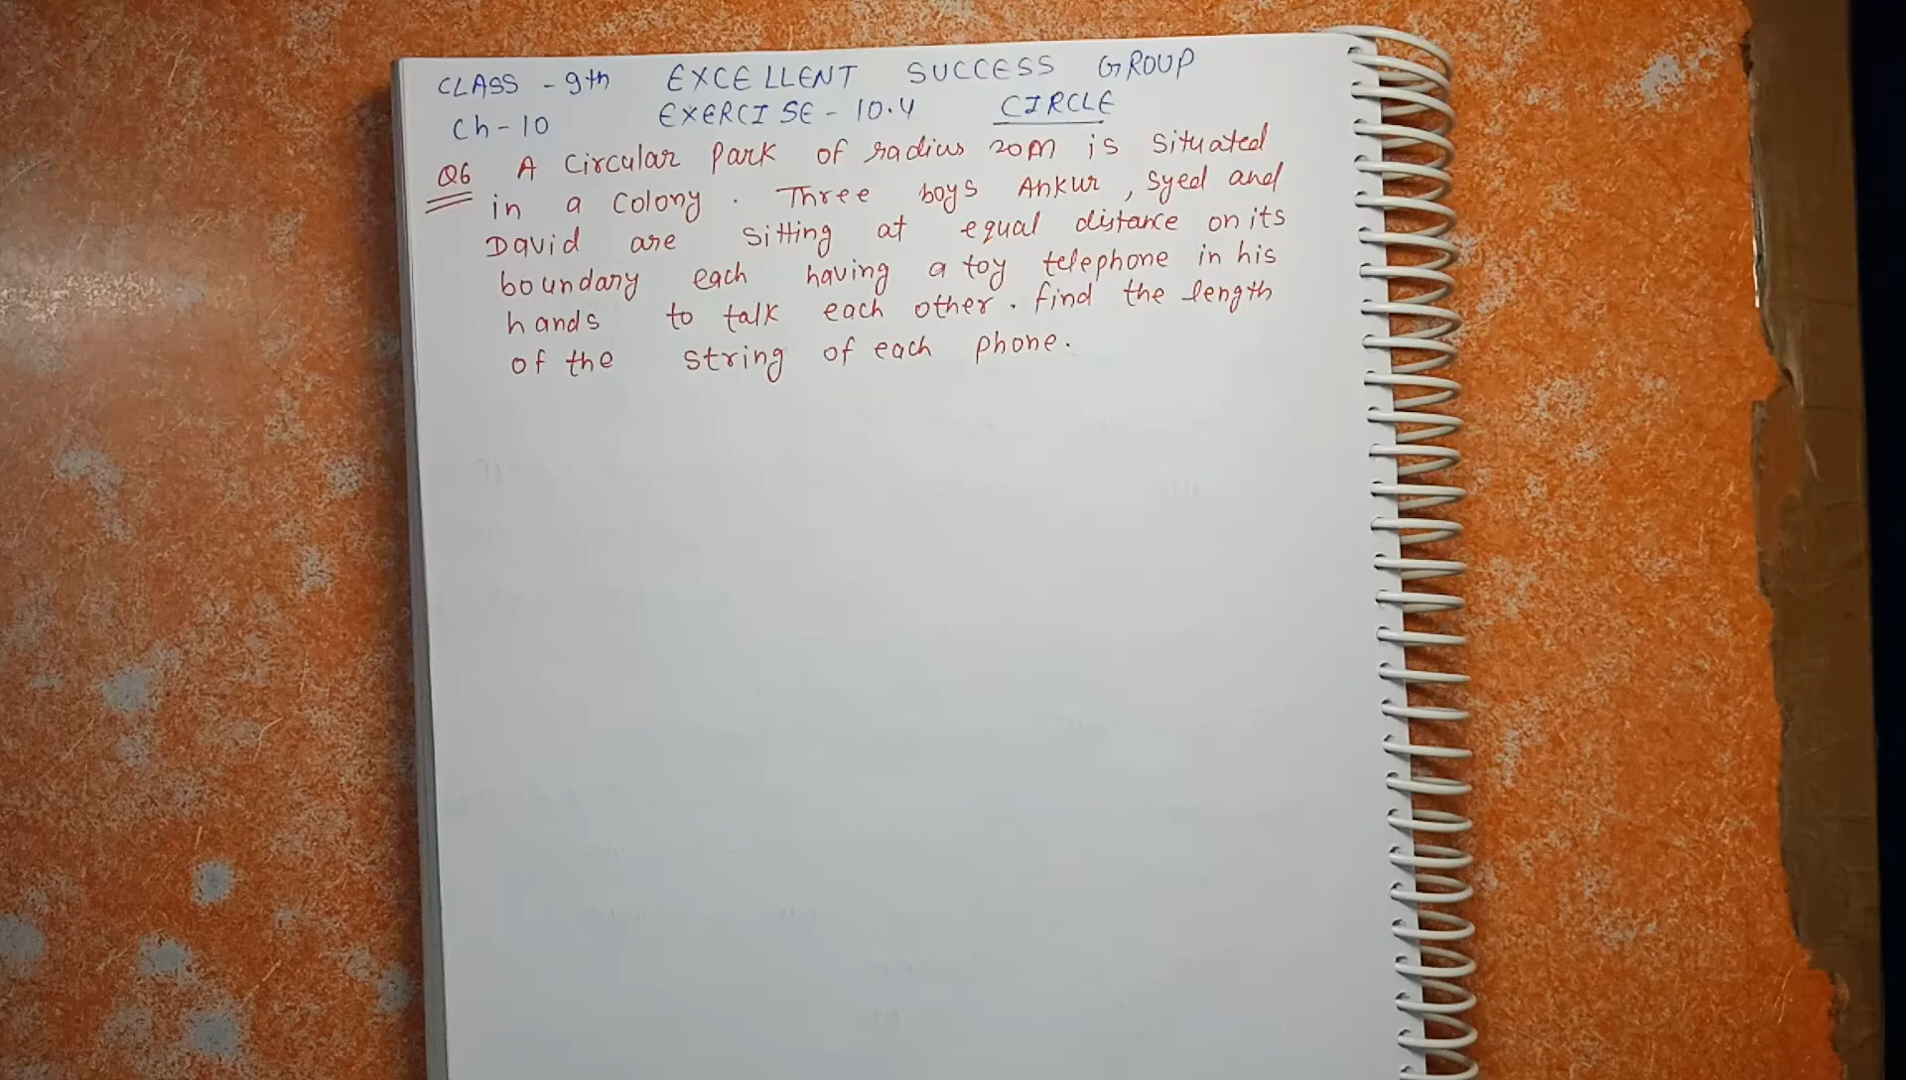 CLASS - 9th EXCELLENT SUCCESS GROUP
Ch - 10 EXERCISE - 10.4 CIRCLE
Q6 A Circular Park of radius 20m is situated
in a colony. Three boys Ankur, Syed and
David are sitting at equal distance on its
boundary each having a toy telephone in his
hands to talk each other. find the length
of the string of each phone.